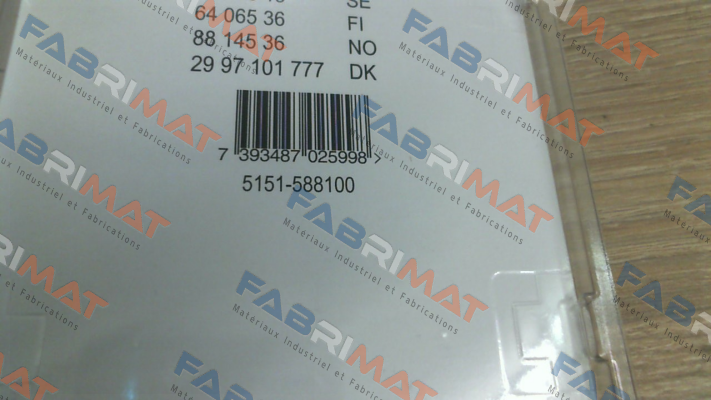 SE
64 065 36 FI
88 145 36 NO
29 97 101 777 DK
7 393487 025998 >
5151-588100
FABRIMAT
Materiaux Industriel et Fabrications